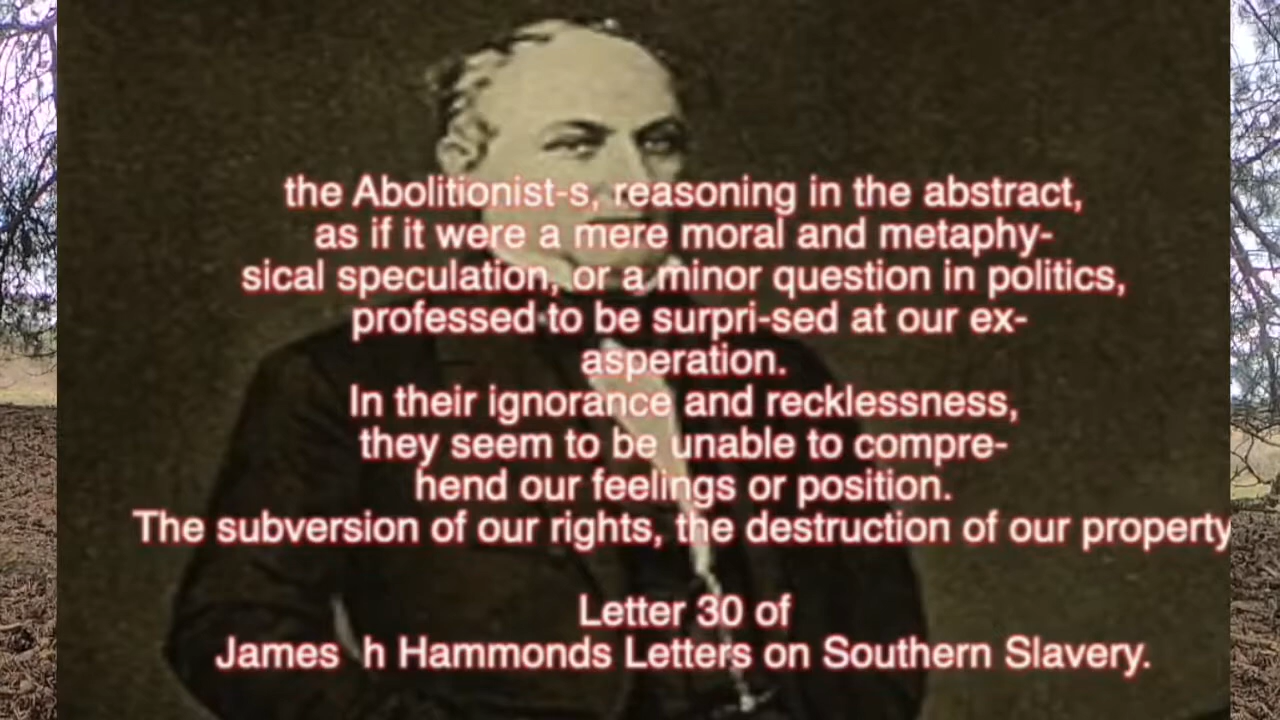 the Abolitionist-s, reasoning in the abstract,
as if it were a mere moral and metaphy-
sical speculation, or a minor question in politics,
professed to be surpri-sed at our ex-
asperation.
In their ignorance and recklessness,
they seem to be unable to compre-
hend our feelings or position.
The subversion of our rights, the destruction of our property
Letter 30 of
James h Hammonds Letters on Southern Slavery.